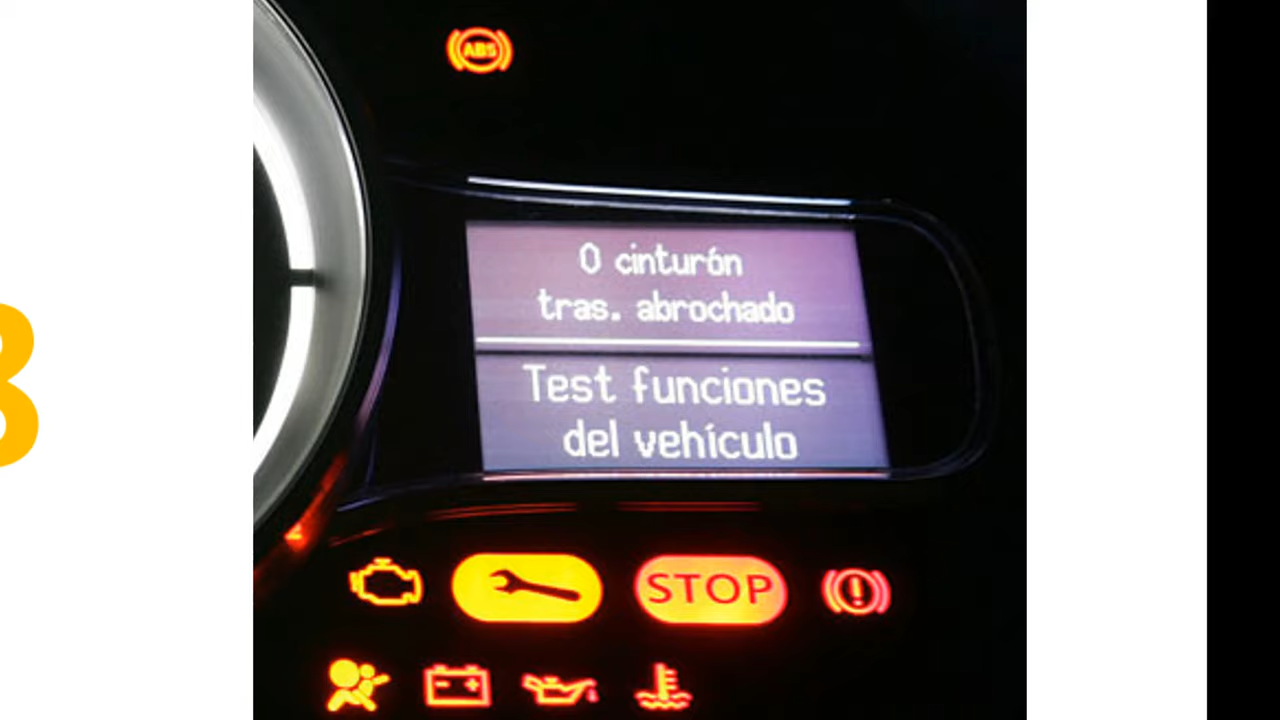 ABS
0 cinturón
tras. abrochado
Test funciones
del vehículo
STOP